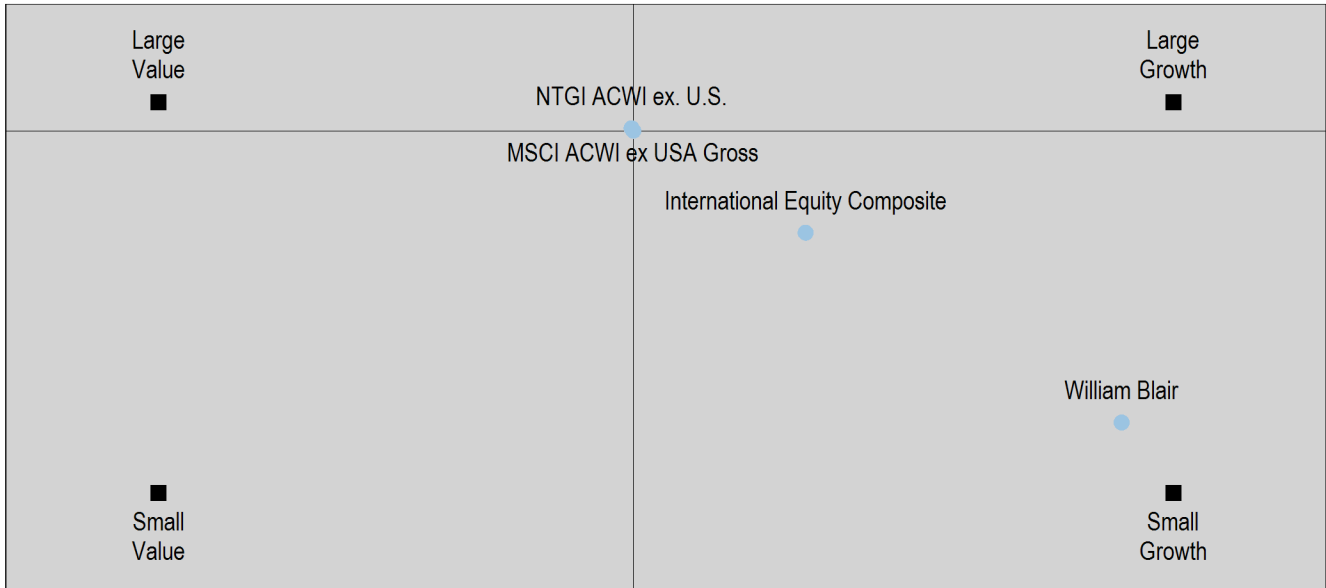 Large
Value
Large
Growth
NTGI ACWI ex. U.S.
MSCI ACWI ex USA Gross
International Equity Composite
William Blair
Small
Value
Small
Growth